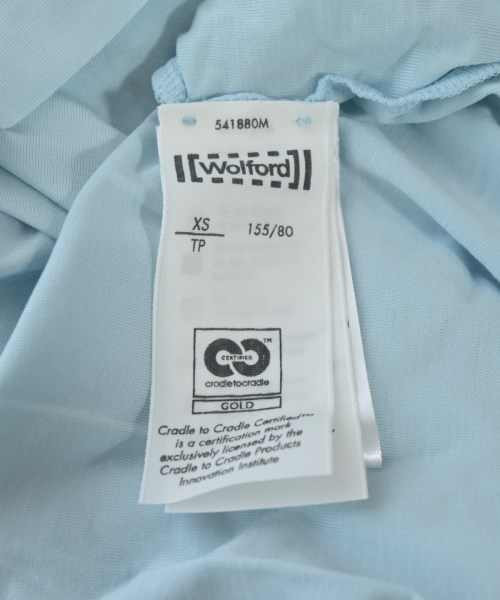 541880M
Wolford
XS 155/80
TP
CERTIFIED
cradletocradle™
GOLD
Cradle to Cradle Certified™
is a certification mark
exclusively licensed by the
Cradle to Cradle Products
Innovation Institute